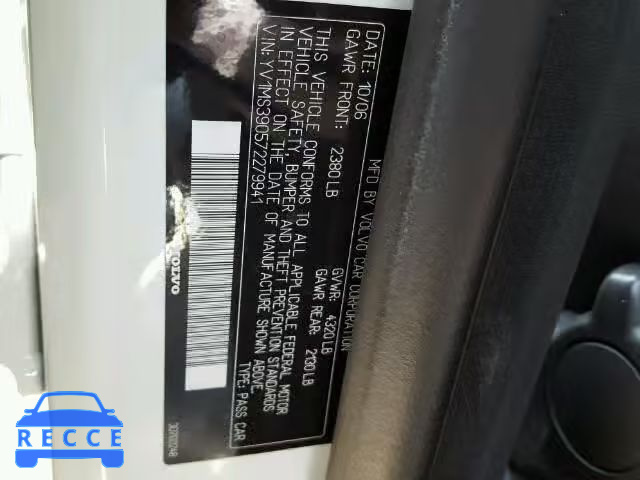 MFD BY VOLVO CAR CORPORATION
DATE: 10/06 GVWR: 4320 LB
GAWR FRONT: 2380 LB GAWR REAR: 2130 LB
THIS VEHICLE CONFORMS TO ALL APPLICABLE FEDERAL MOTOR
VEHICLE SAFETY, BUMPER AND THEFT PREVENTION STANDARDS
IN EFFECT ON THE DATE OF MANUFACTURE SHOWN ABOVE.
VIN: YV1MS390572279941 TYPE: PASS CAR
VOLVO
30700248
RECCE